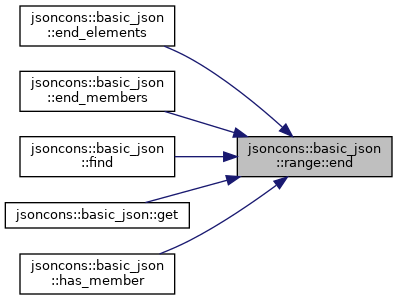 jsoncons::basic_json
::end_elements
jsoncons::basic_json
::end_members
jsoncons::basic_json
::find
jsoncons::basic_json
::range::end
jsoncons::basic_json::get
jsoncons::basic_json
::has_member